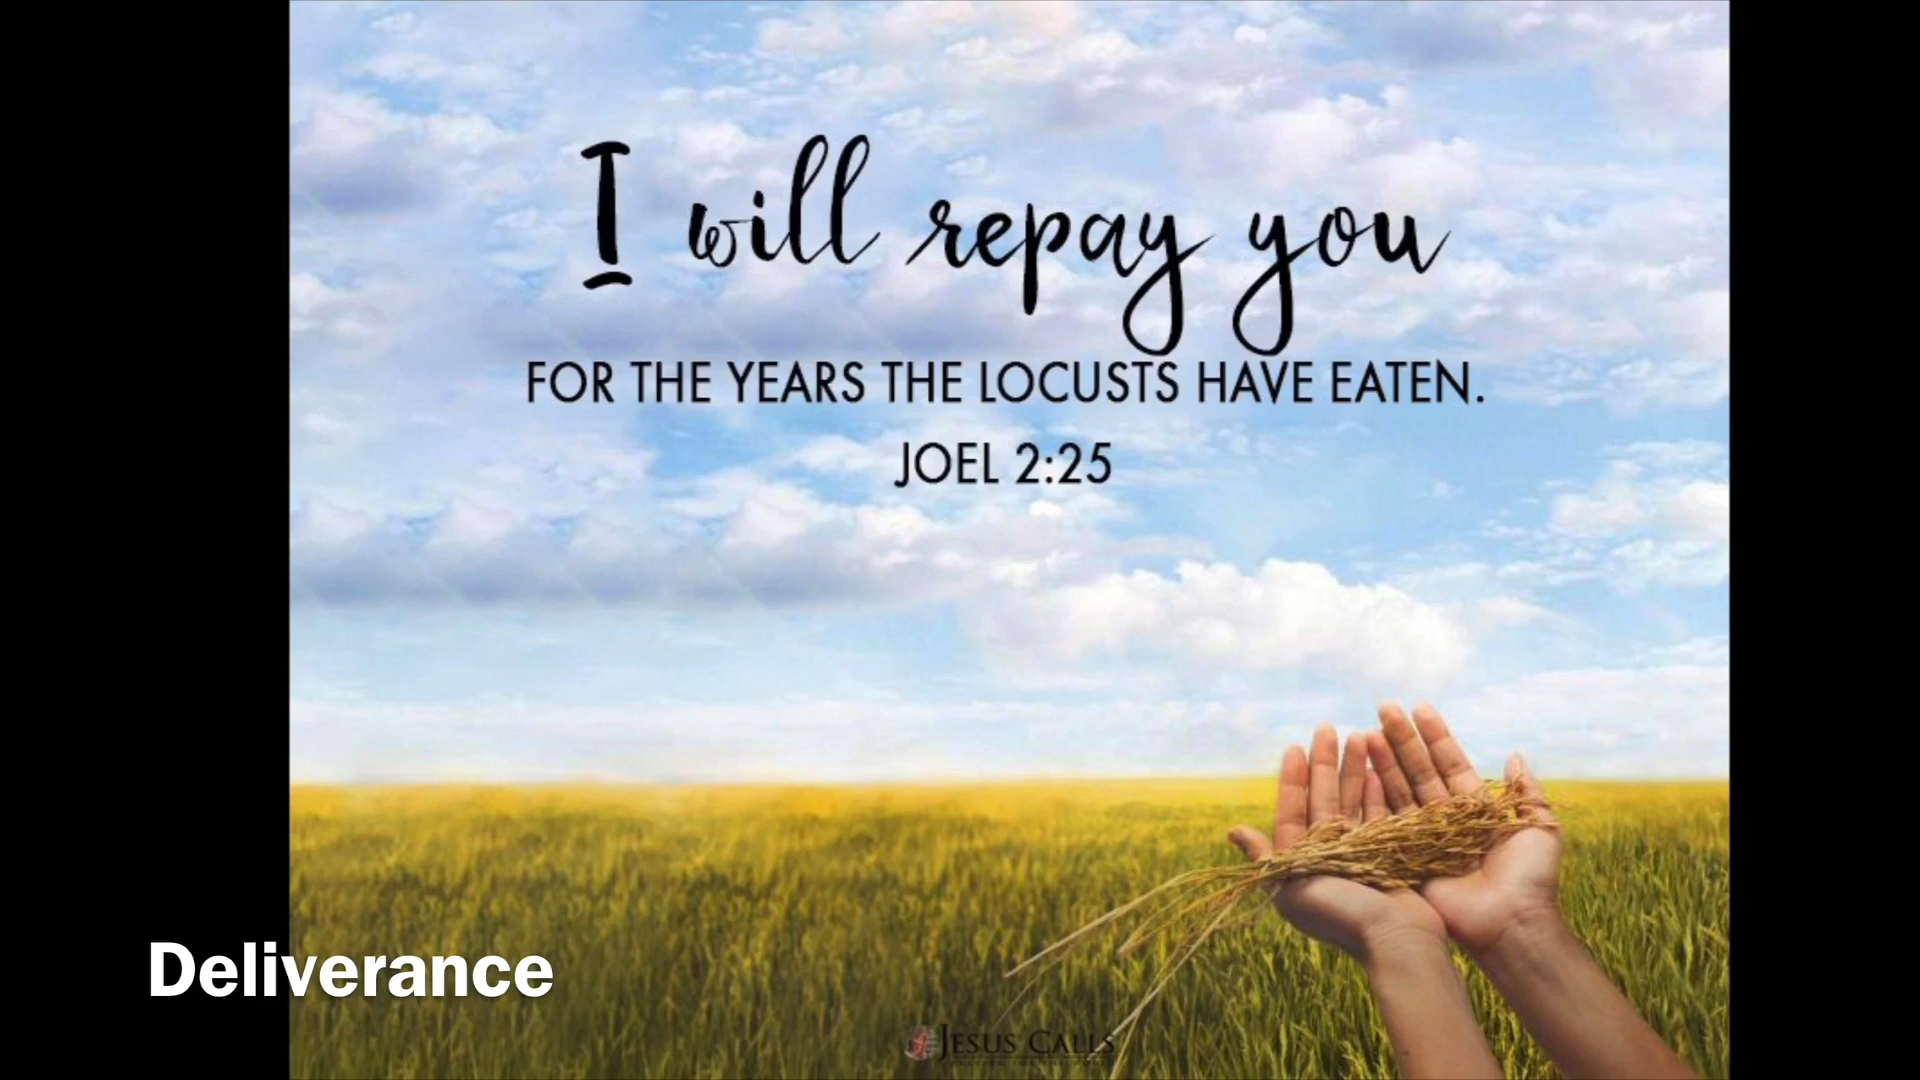 I will repay you
FOR THE YEARS THE LOCUSTS HAVE EATEN.
JOEL 2:25
Deliverance
JESUS CALLS